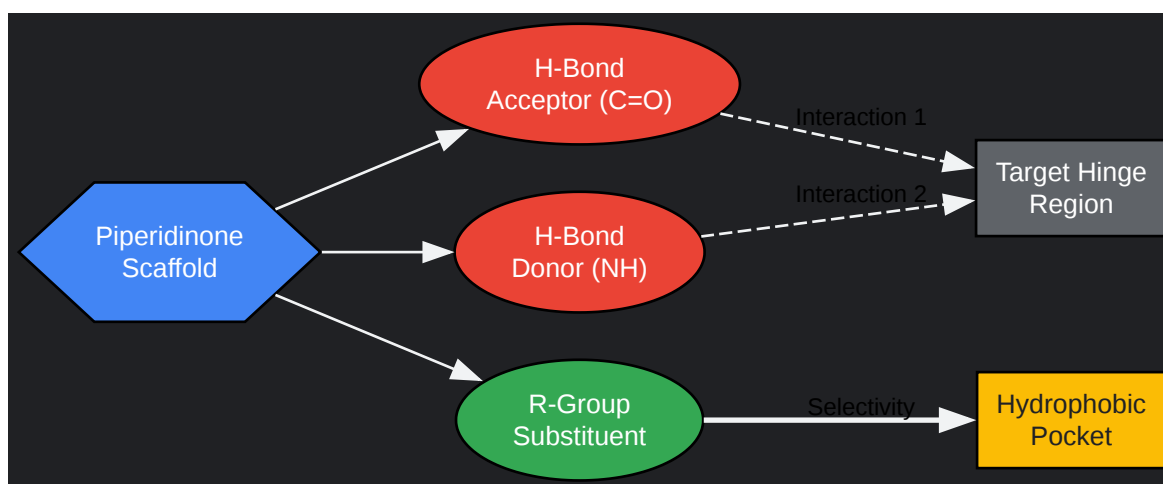 H-Bond
Acceptor (C=O)
Interaction 1
Target Hinge
Region
Piperidinone
Scaffold
H-Bond
Donor (NH)
Interaction 2
R-Group
Substituent
Selectivity
Hydrophobic
Pocket